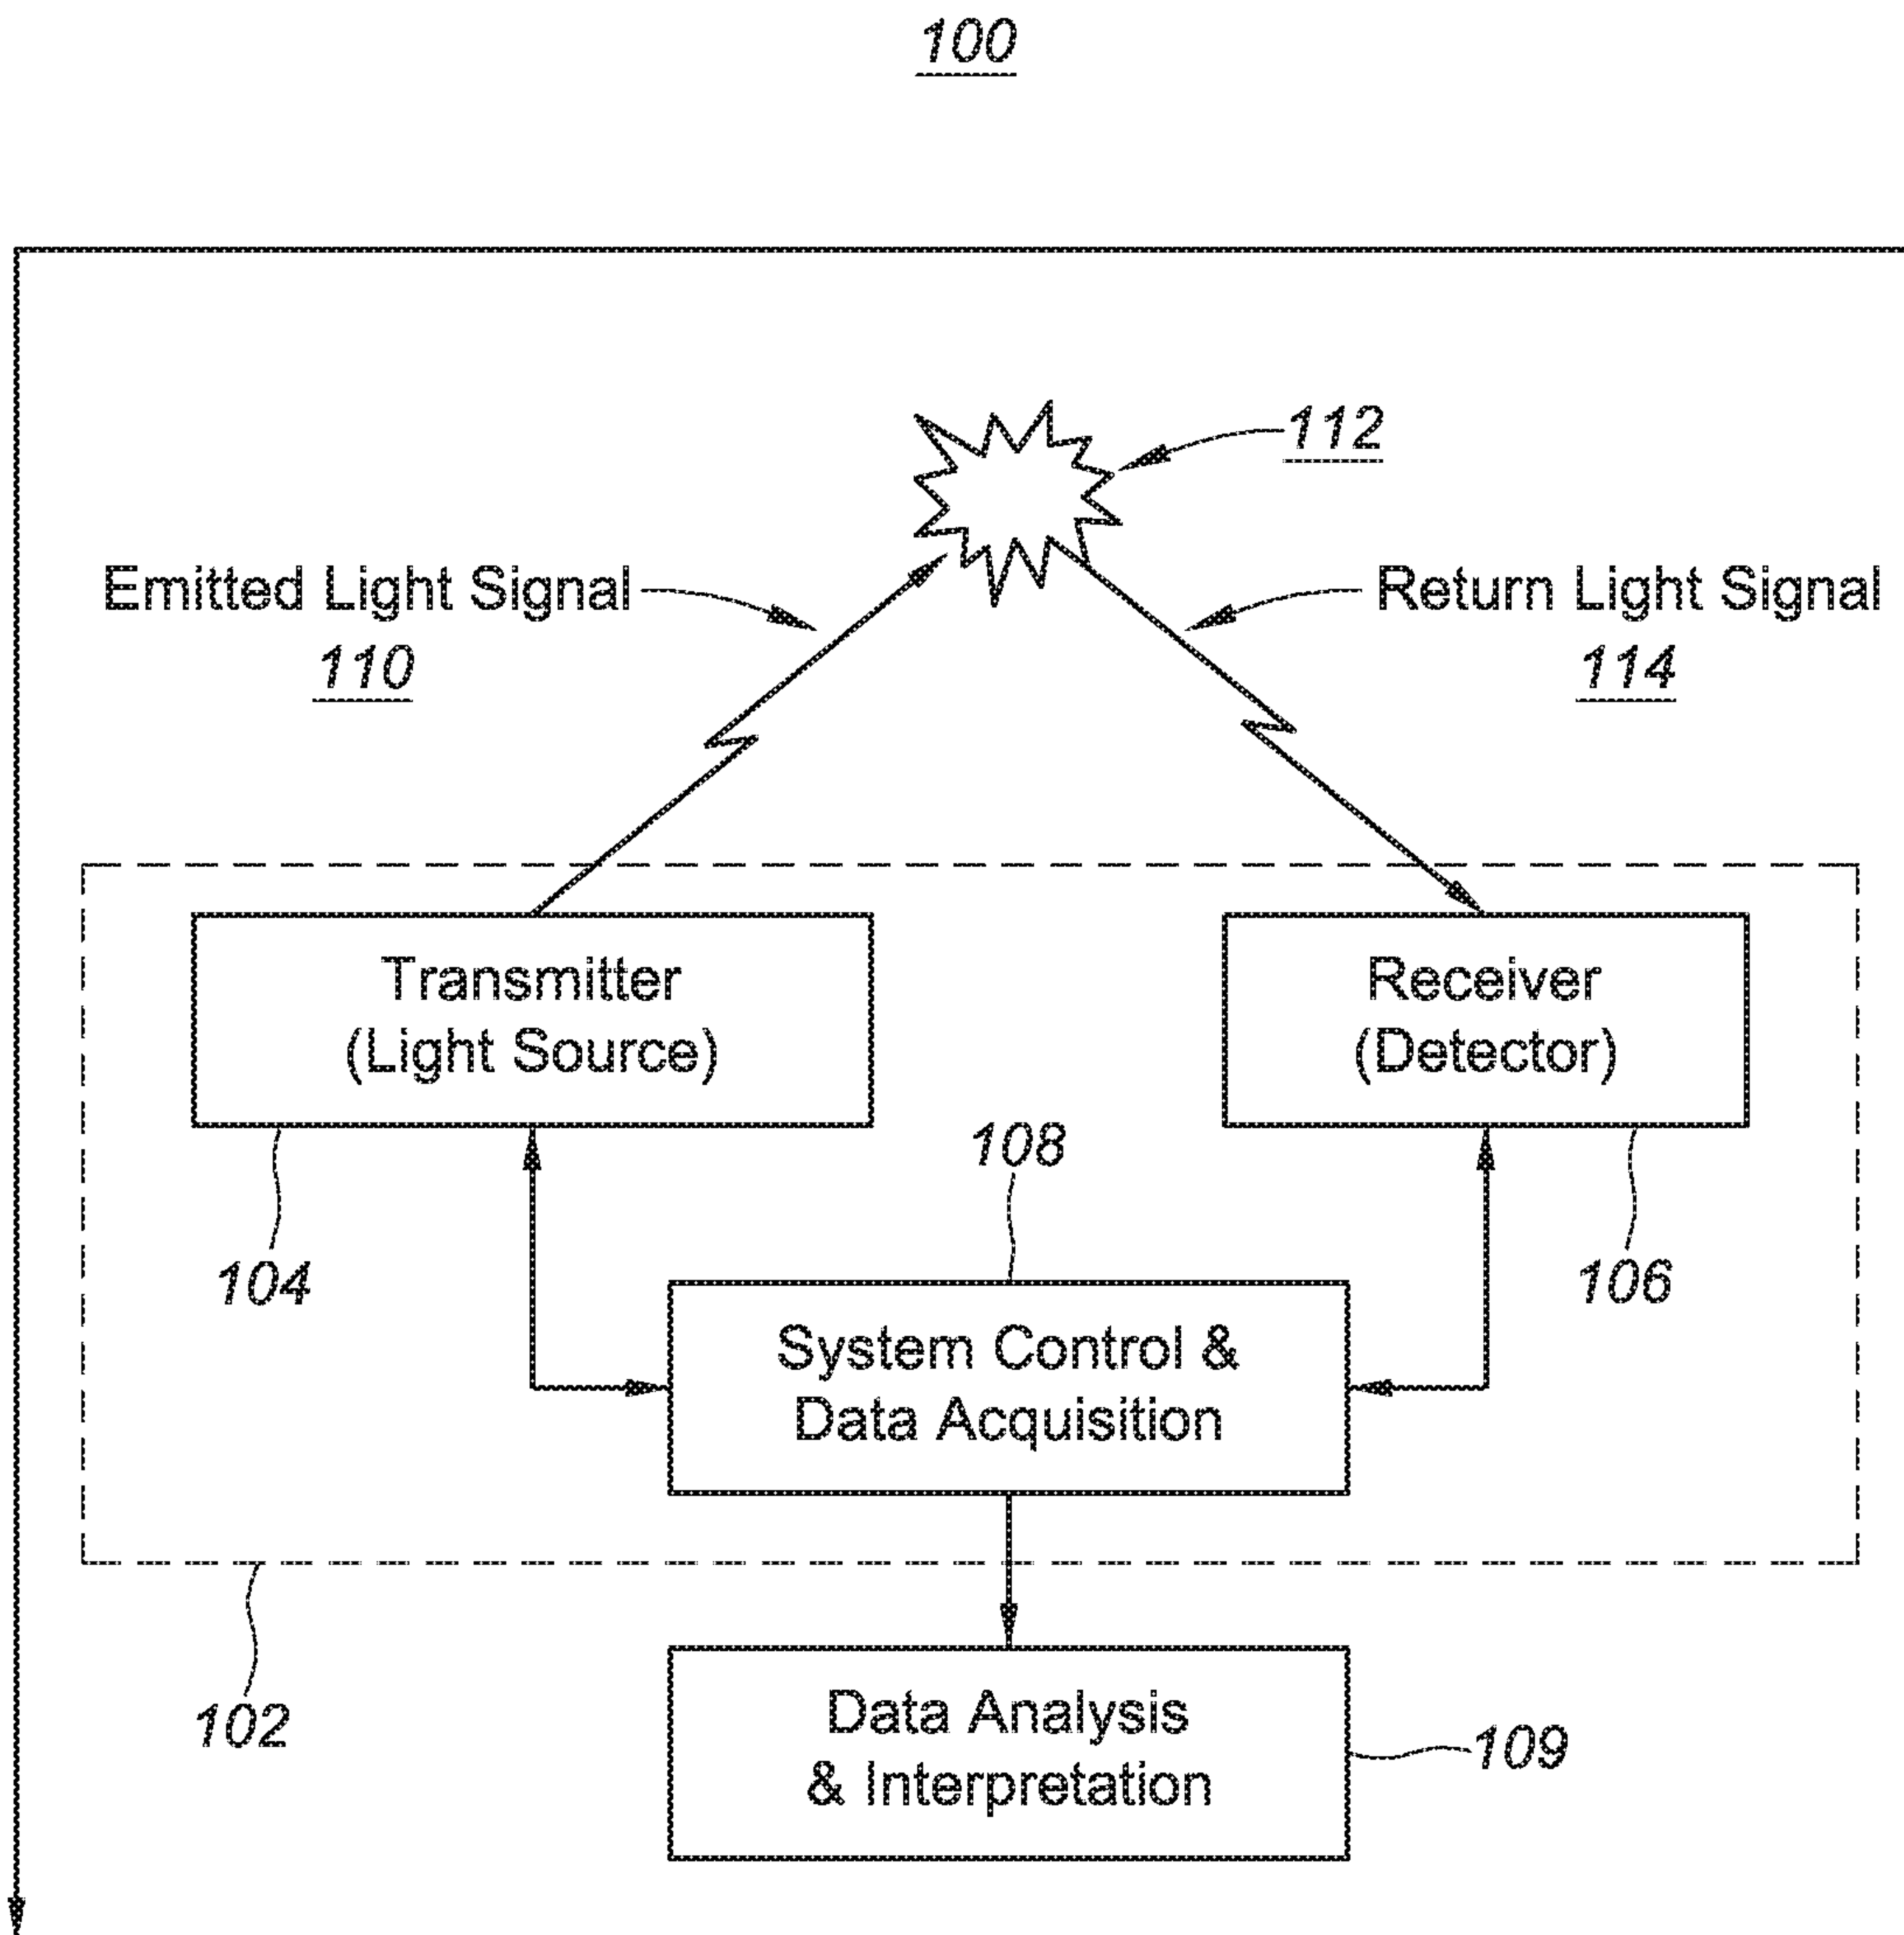 100
112
Emitted Light Signal
110
Return Light Signal
114
Transmitter
(Light Source)
Receiver
(Detector)
104
108
106
System Control &
Data Acquisition
102
Data Analysis
& Interpretation
109